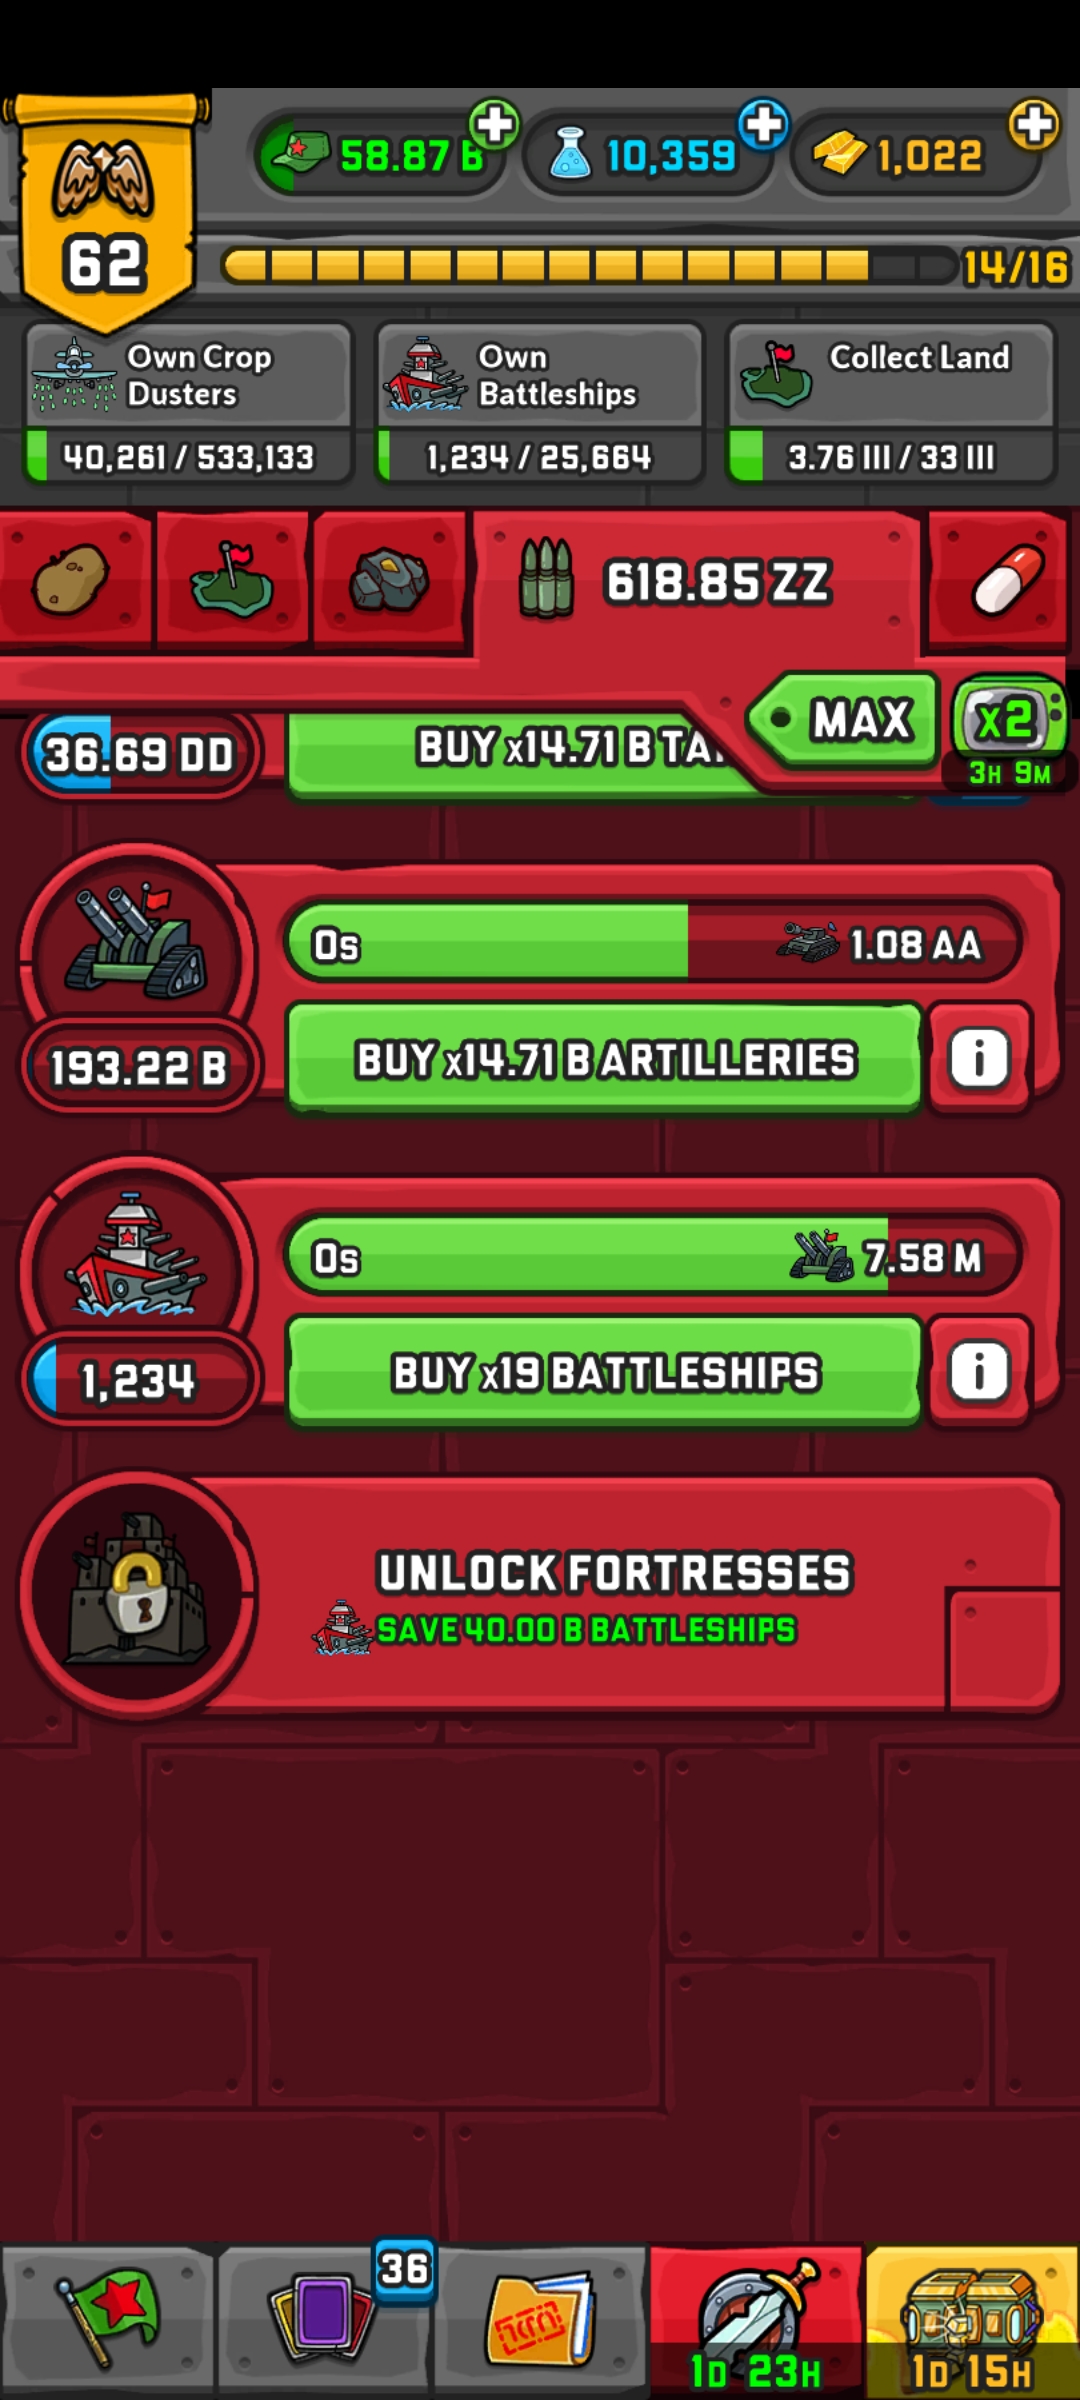 58.87 B
10,359
1,022
62
14/16
Own Crop
Dusters
40,261 / 533,133
Own
Battleships
1,234 / 25,664
Collect Land
3.76 III / 33 III
618.85 ZZ
MAX
x2
3H 9M
36.69 DD
BUY x14.71 B TA
0s
1.08 AA
193.22 B
BUY x14.71 B ARTILLERIES
i
0s
7.58 M
1,234
BUY x19 BATTLESHIPS
i
UNLOCK FORTRESSES
SAVE 40.00 B BATTLESHIPS
36
1D 23H
1D 15H